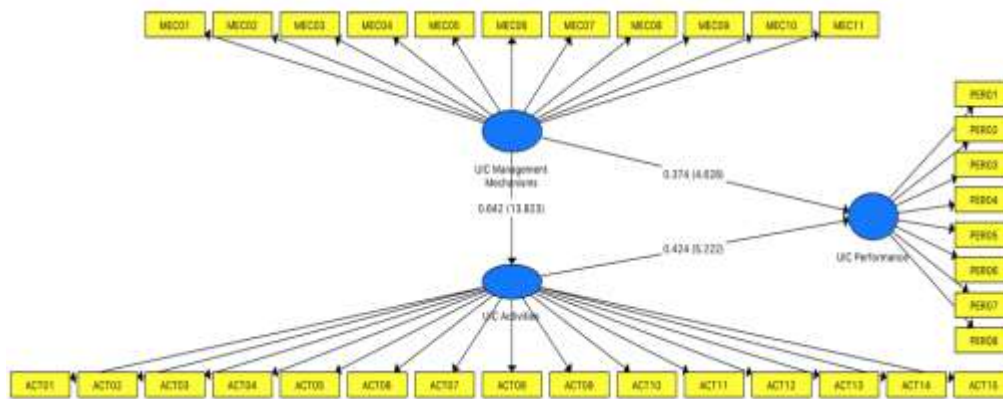 MEC01 MEC02 MEC03 MEC04 MEC05 MEC06 MEC07 MEC08 MEC09 MEC10 MEC11
PER01
PER02
UIC Management
Mechanisms
PER03
0.374 (4.628)
PER04
0.642 (13.833)
PER05
0.424 (5.222)
UIC Performance
PER06
PER07
UIC Activities
PER08
ACT01 ACT02 ACT03 ACT04 ACT05 ACT06 ACT07 ACT08 ACT09 ACT10 ACT11 ACT12 ACT13 ACT14 ACT15